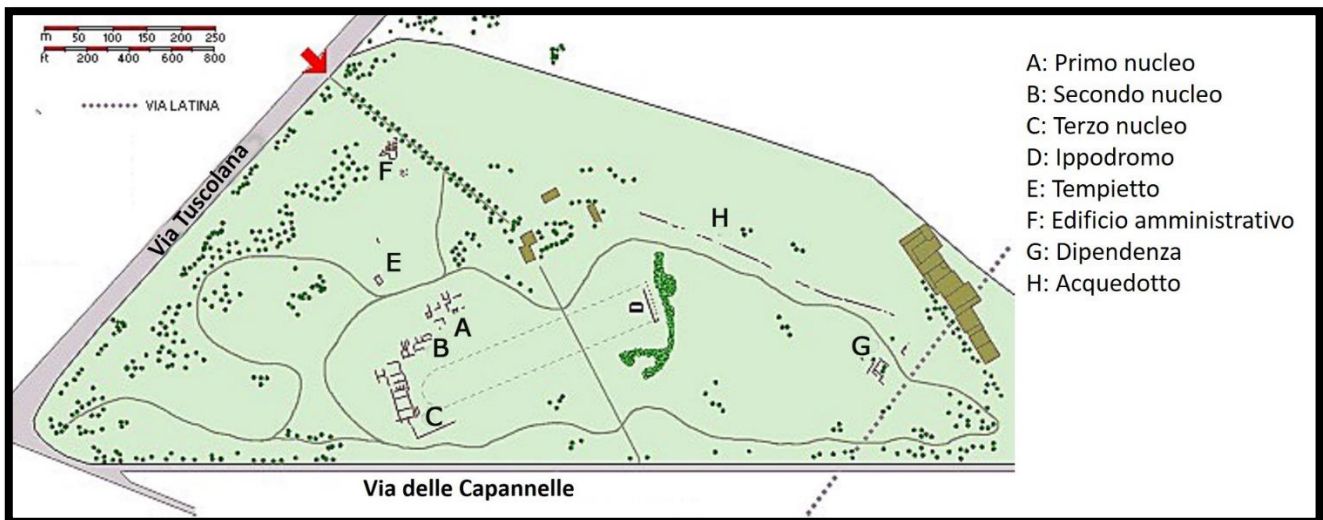 m 50 100 150 200 250
ft 200 400 600 800
VIA LATINA
Via Tuscolana
F
H
E
D
A
B
G
C
Via delle Capannelle
A: Primo nucleo
B: Secondo nucleo
C: Terzo nucleo
D: Ippodromo
E: Tempietto
F: Edificio amministrativo
G: Dipendenza
H: Acquedotto